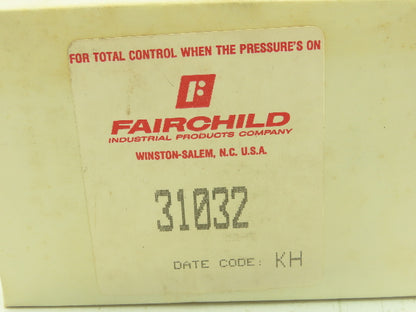 FOR TOTAL CONTROL WHEN THE PRESSURE'S ON
FAIRCHILD
INDUSTRIAL PRODUCTS COMPANY
WINSTON-SALEM, N.C. U.S.A.
31032
DATE CODE: KH